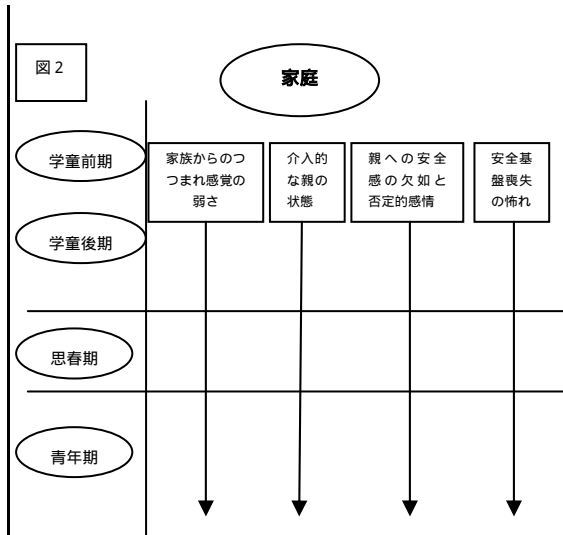 図2
家庭
学童前期
家族からのつ
つまれ感覚の
弱さ
介入的
な親の
状態
親への安全
感の欠如と
否定的感情
安全基
盤喪失
の怖れ
学童後期
思春期
青年期